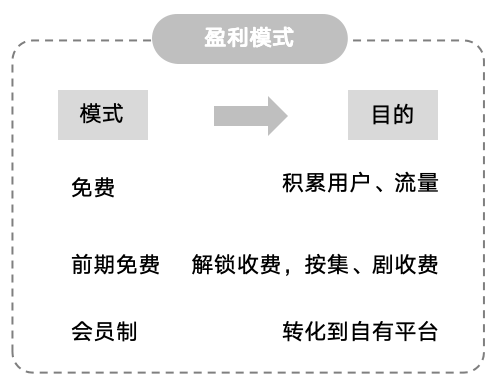 盈利模式
模式 目的
免费 积累用户、流量
前期免费 解锁收费，按集、剧收费
会员制 转化到自有平台